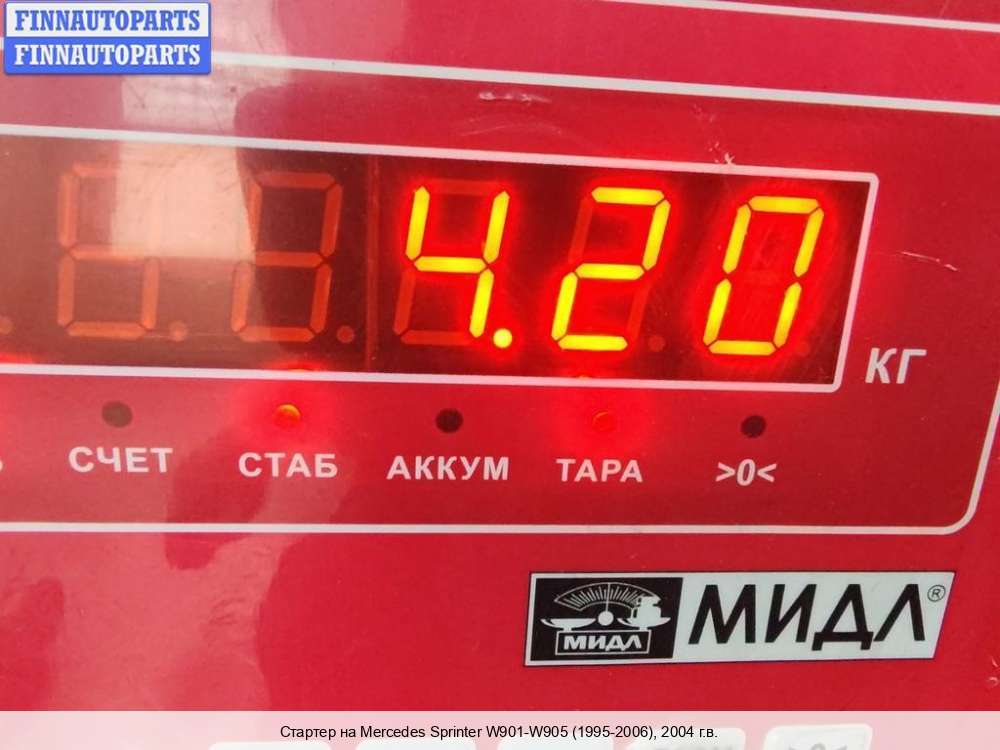 FINNAUTOPARTS
FINNAUTOPARTS
4.20
КГ
СЧЕТ СТАБ АККУМ ТАРА >0<
МИДЛ МИДЛ®
Стартер на Mercedes Sprinter W901-W905 (1995-2006), 2004 г.в.